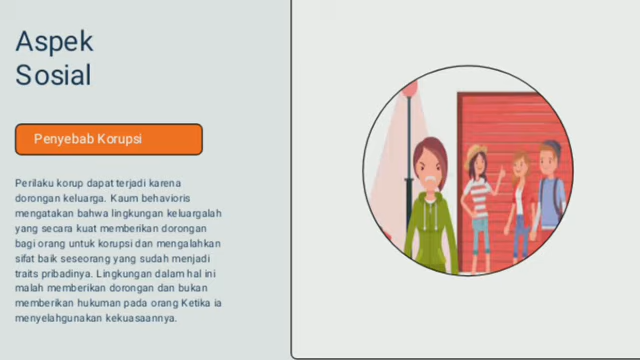 Aspek
Sosial
Penyebab Korupsi
Perilaku korup dapat terjadi karena
dorongan keluarga. Kaum behavioris
mengatakan bahwa lingkungan keluargalah
yang secara kuat memberikan dorongan
bagi orang untuk korupsi dan mengalahkan
sifat baik seseorang yang sudah menjadi
traits pribadinya. Lingkungan dalam hal ini
malah memberikan dorongan dan bukan
memberikan hukuman pada orang Ketika ia
menyelahgunakan kekuasaannya.